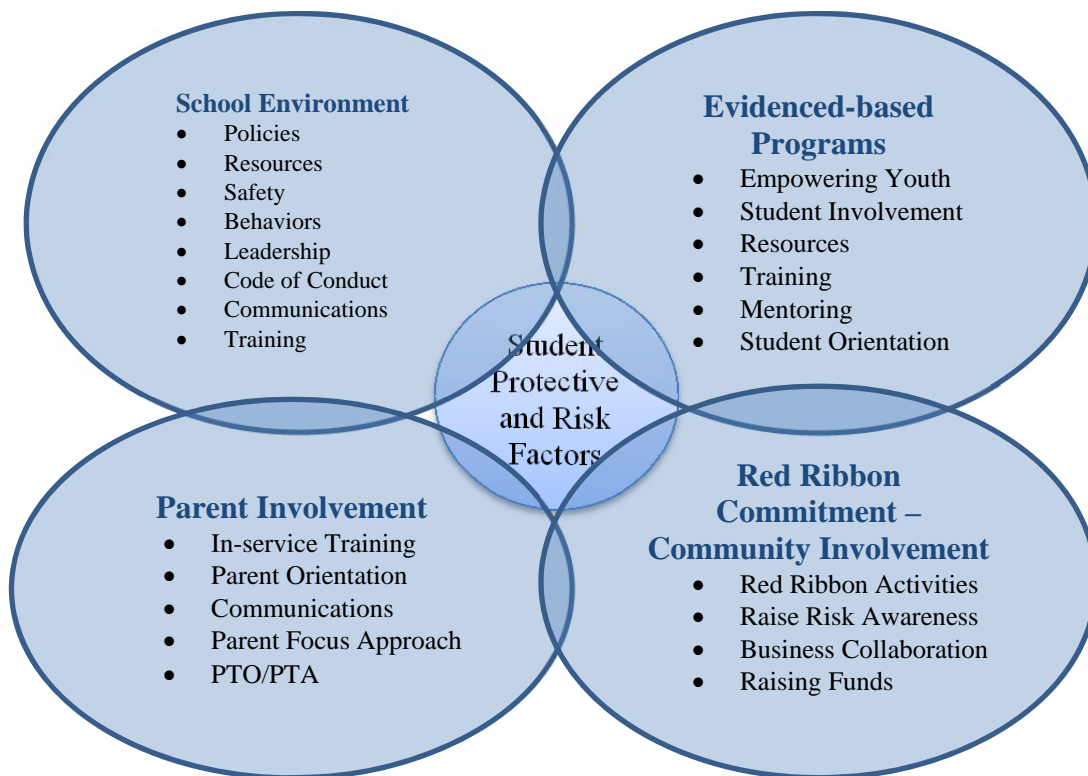 School Environment
• Policies
• Resources
• Safety
• Behaviors
• Leadership
• Code of Conduct
• Communications
• Training
Evidenced-based
Programs
• Empowering Youth
• Student Involvement
• Resources
• Training
• Mentoring
• Student Orientation
Student
Protective
and Risk
Factors
Parent Involvement
• In-service Training
• Parent Orientation
• Communications
• Parent Focus Approach
• PTO/PTA
Red Ribbon
Commitment –
Community Involvement
• Red Ribbon Activities
• Raise Risk Awareness
• Business Collaboration
• Raising Funds